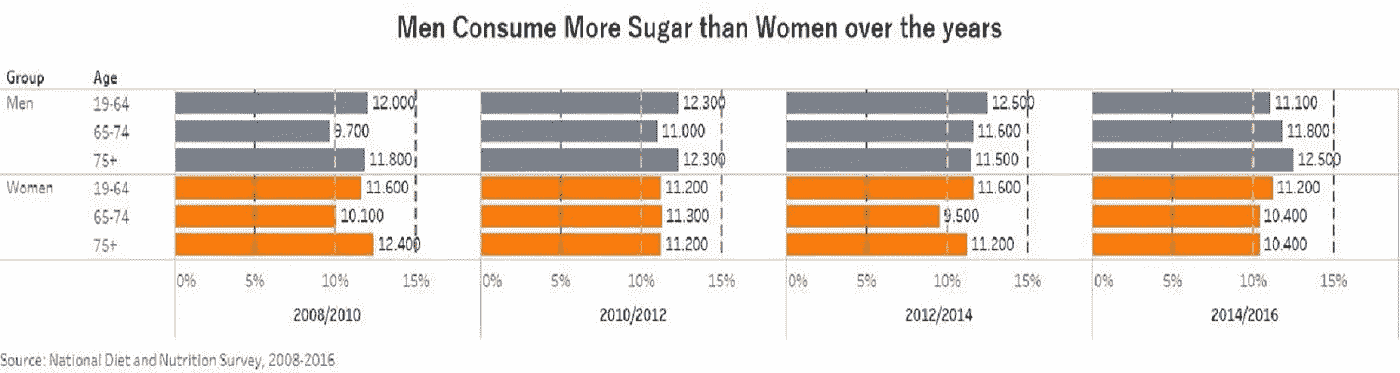 Men Consume More Sugar than Women over the years
Group Age
Men 19-64 12.000 12.300 12.500 11.100
65-74 9.700 11.000 11.600 11.800
75+ 11.800 12.300 11.500 12.500
Women 19-64 11.600 11.200 11.600 11.200
65-74 10.100 11.300 9.500 10.400
75+ 12.400 11.200 11.200 10.400
0% 5% 10% 15% 0% 5% 10% 15% 0% 5% 10% 15% 0% 5% 10% 15%
2008/2010 2010/2012 2012/2014 2014/2016
Source: National Diet and Nutrition Survey, 2008-2016